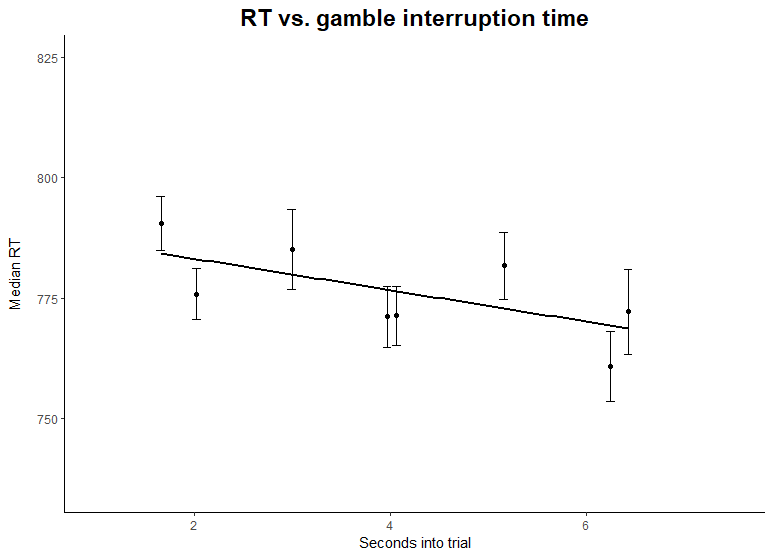 RT vs. gamble interruption time
825
800
775
750
Median RT
2 4 6
Seconds into trial